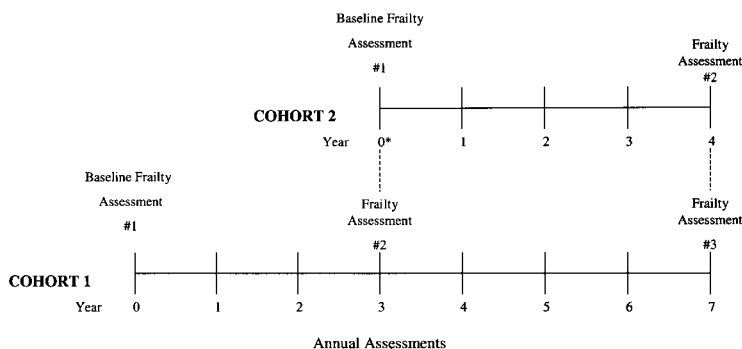 Baseline Frailty
Assessment
#1
Frailty
Assessment
#2
COHORT 2
Year 0* 1 2 3 4
Baseline Frailty
Assessment
#1
Frailty
Assessment
#2
Frailty
Assessment
#3
COHORT 1
Year 0 1 2 3 4 5 6 7
Annual Assessments